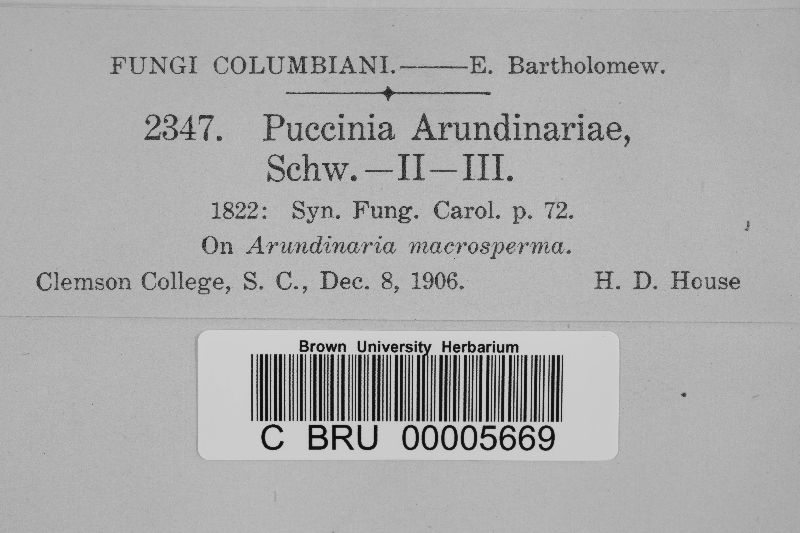 FUNGI COLUMBIANI.——E. Bartholomew.
2347. Puccinia Arundinariae,
Schw.—II—III.
1822: Syn. Fung. Carol. p. 72.
On Arundinaria macrosperma.
Clemson College, S. C., Dec. 8, 1906. H. D. House
Brown University Herbarium
C BRU 00005669